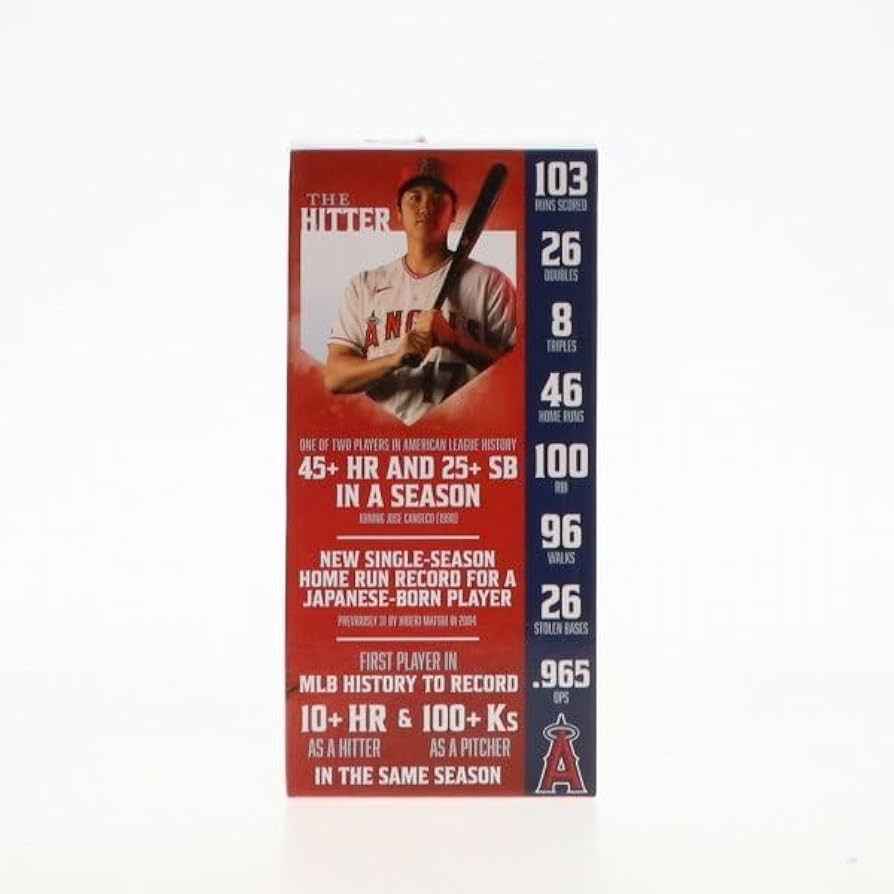 THE
HITTER
ANGELS
17
ONE OF TWO PLAYERS IN AMERICAN LEAGUE HISTORY
45+ HR AND 25+ SB
IN A SEASON
JOSE CANSECO (1998)
NEW SINGLE-SEASON
HOME RUN RECORD FOR A
JAPANESE-BORN PLAYER
PREVIOUSLY 31 BY HIDEKI MATSUI IN 2004
FIRST PLAYER IN
MLB HISTORY TO RECORD
10+ HR & 100+ Ks
AS A HITTER AS A PITCHER
IN THE SAME SEASON
103
RUNS SCORED
26
DOUBLES
8
TRIPLES
46
HOME RUNS
100
RBI
96
WALKS
26
STOLEN BASES
.965
OPS
A